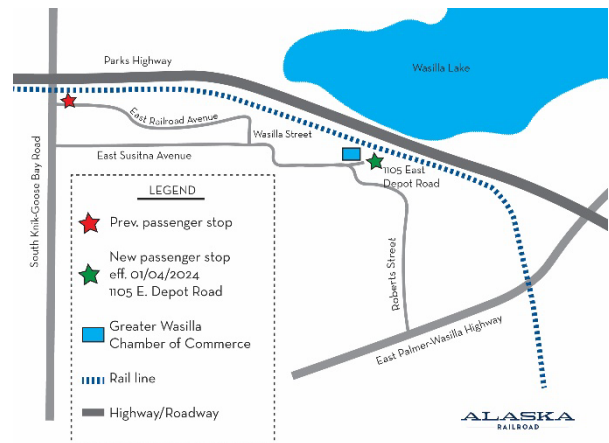 Parks Highway
Wasilla Lake
East Railroad Avenue
Wasilla Street
East Susitna Avenue
1105 East
Depot Road
South Knik-Goose Bay Road
LEGEND
Prev. passenger stop
New passenger stop
eff. 01/04/2024
1105 E. Depot Road
Greater Wasilla
Chamber of Commerce
Rail line
Highway/Roadway
Roberts Street
East Palmer-Wasilla Highway
ALASKA
RAILROAD